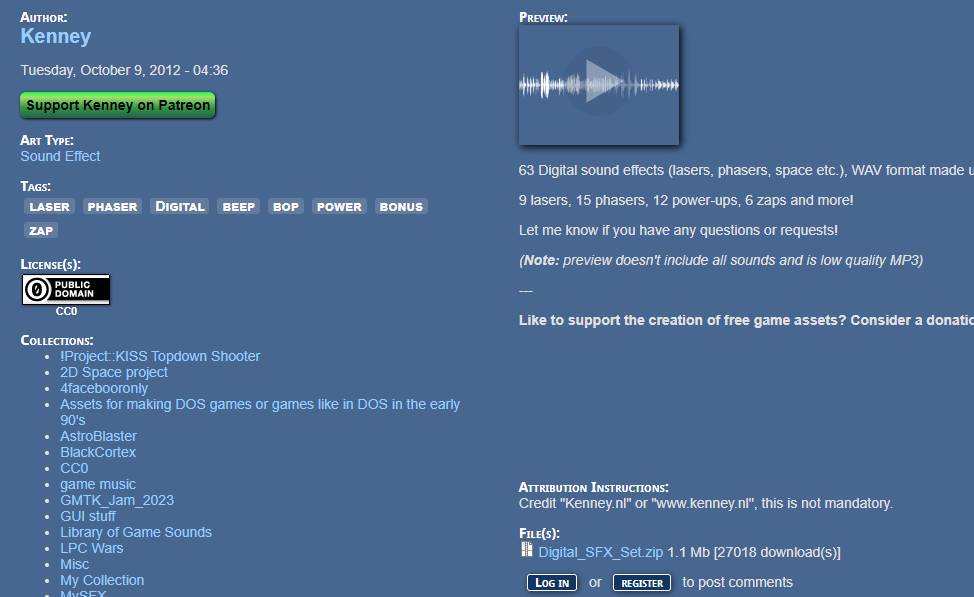 Author:
Kenney
Tuesday, October 9, 2012 - 04:36
Support Kenney on Patreon
Art Type:
Sound Effect
Tags:
laser phaser Digital beep bop power bonus
zap
License(s):
PUBLIC
DOMAIN
CC0
Collections:
!Project::KISS Topdown Shooter
2D Space project
4facebooronly
Assets for making DOS games or games like in DOS in the early
90's
AstroBlaster
BlackCortex
CC0
game music
GMTK_Jam_2023
GUI stuff
Library of Game Sounds
LPC Wars
Misc
My Collection
MySFX
Preview:
63 Digital sound effects (lasers, phasers, space etc.), WAV format made
9 lasers, 15 phasers, 12 power-ups, 6 zaps and more!
Let me know if you have any questions or requests!
(Note: preview doesn't include all sounds and is low quality MP3)
---
Like to support the creation of free game assets? Consider a
Attribution Instructions:
Credit "Kenney.nl" or "www.kenney.nl", this is not mandatory.
File(s):
Digital_SFX_Set.zip 1.1 Mb [27018 download(s)]
Log in or register to post comments